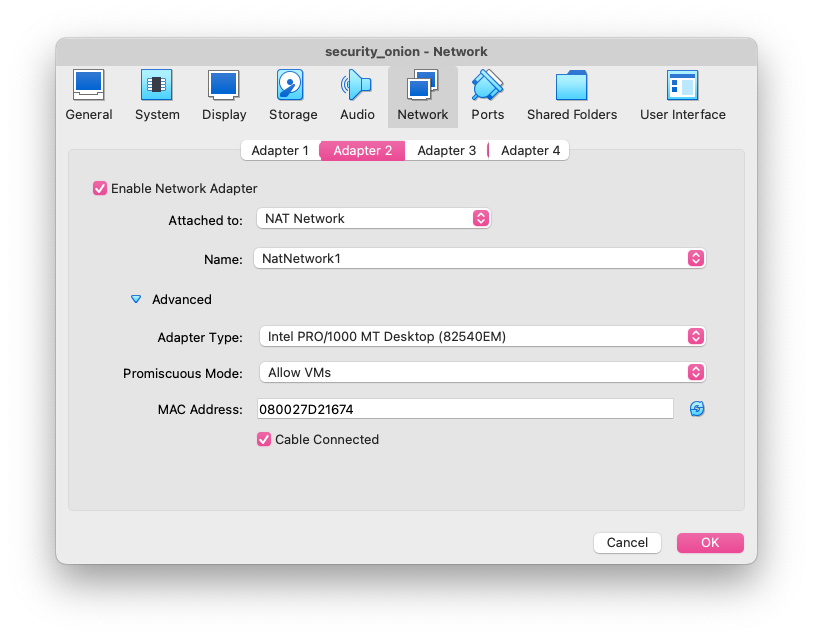 security_onion - Network
General System Display Storage Audio Network Ports Shared Folders User Interface
Adapter 1 Adapter 2 Adapter 3 Adapter 4
Enable Network Adapter
Attached to: NAT Network
Name: NatNetwork1
Advanced
Adapter Type: Intel PRO/1000 MT Desktop (82540EM)
Promiscuous Mode: Allow VMs
MAC Address: 080027D21674
Cable Connected
Cancel OK